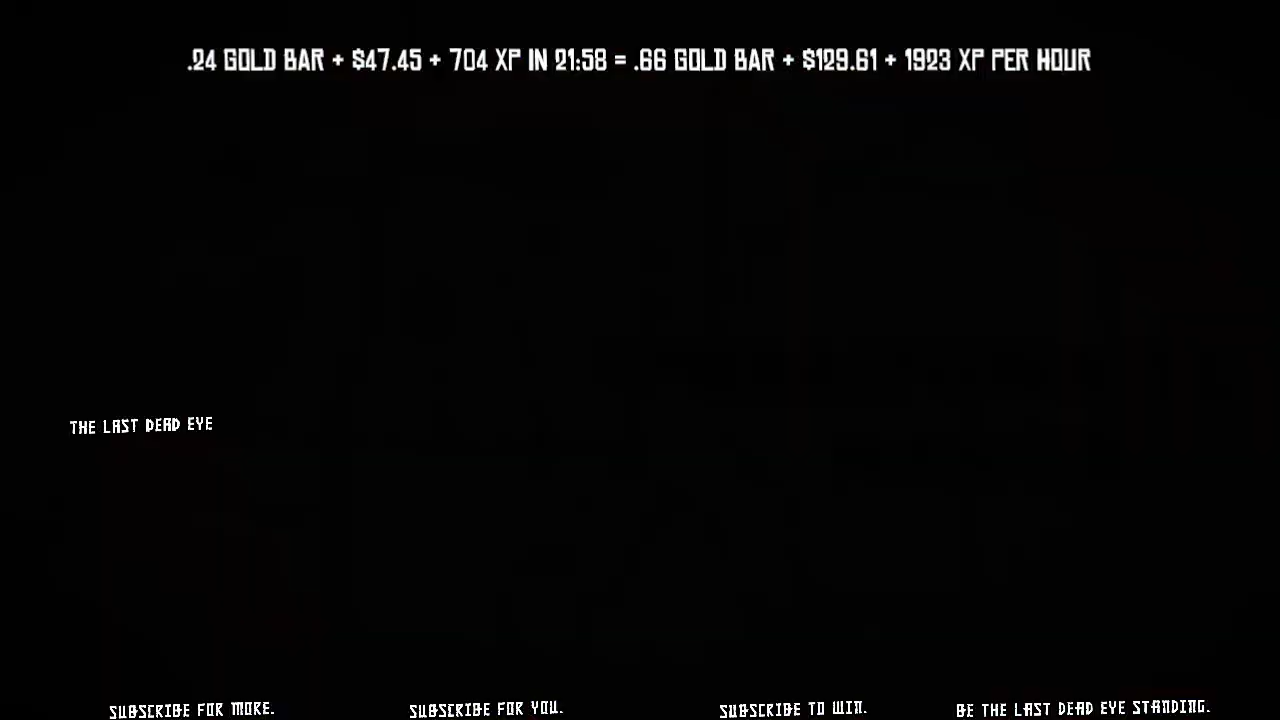 .24 GOLD BAR + $47.45 + 704 XP IN 21:58 = .66 GOLD BAR + $129.61 + 1923 XP PER HOUR
THE LAST DEAD EYE
SUBSCRIBE FOR MORE.
SUBSCRIBE FOR YOU.
SUBSCRIBE TO WIN.
BE THE LAST DEAD EYE STANDING.